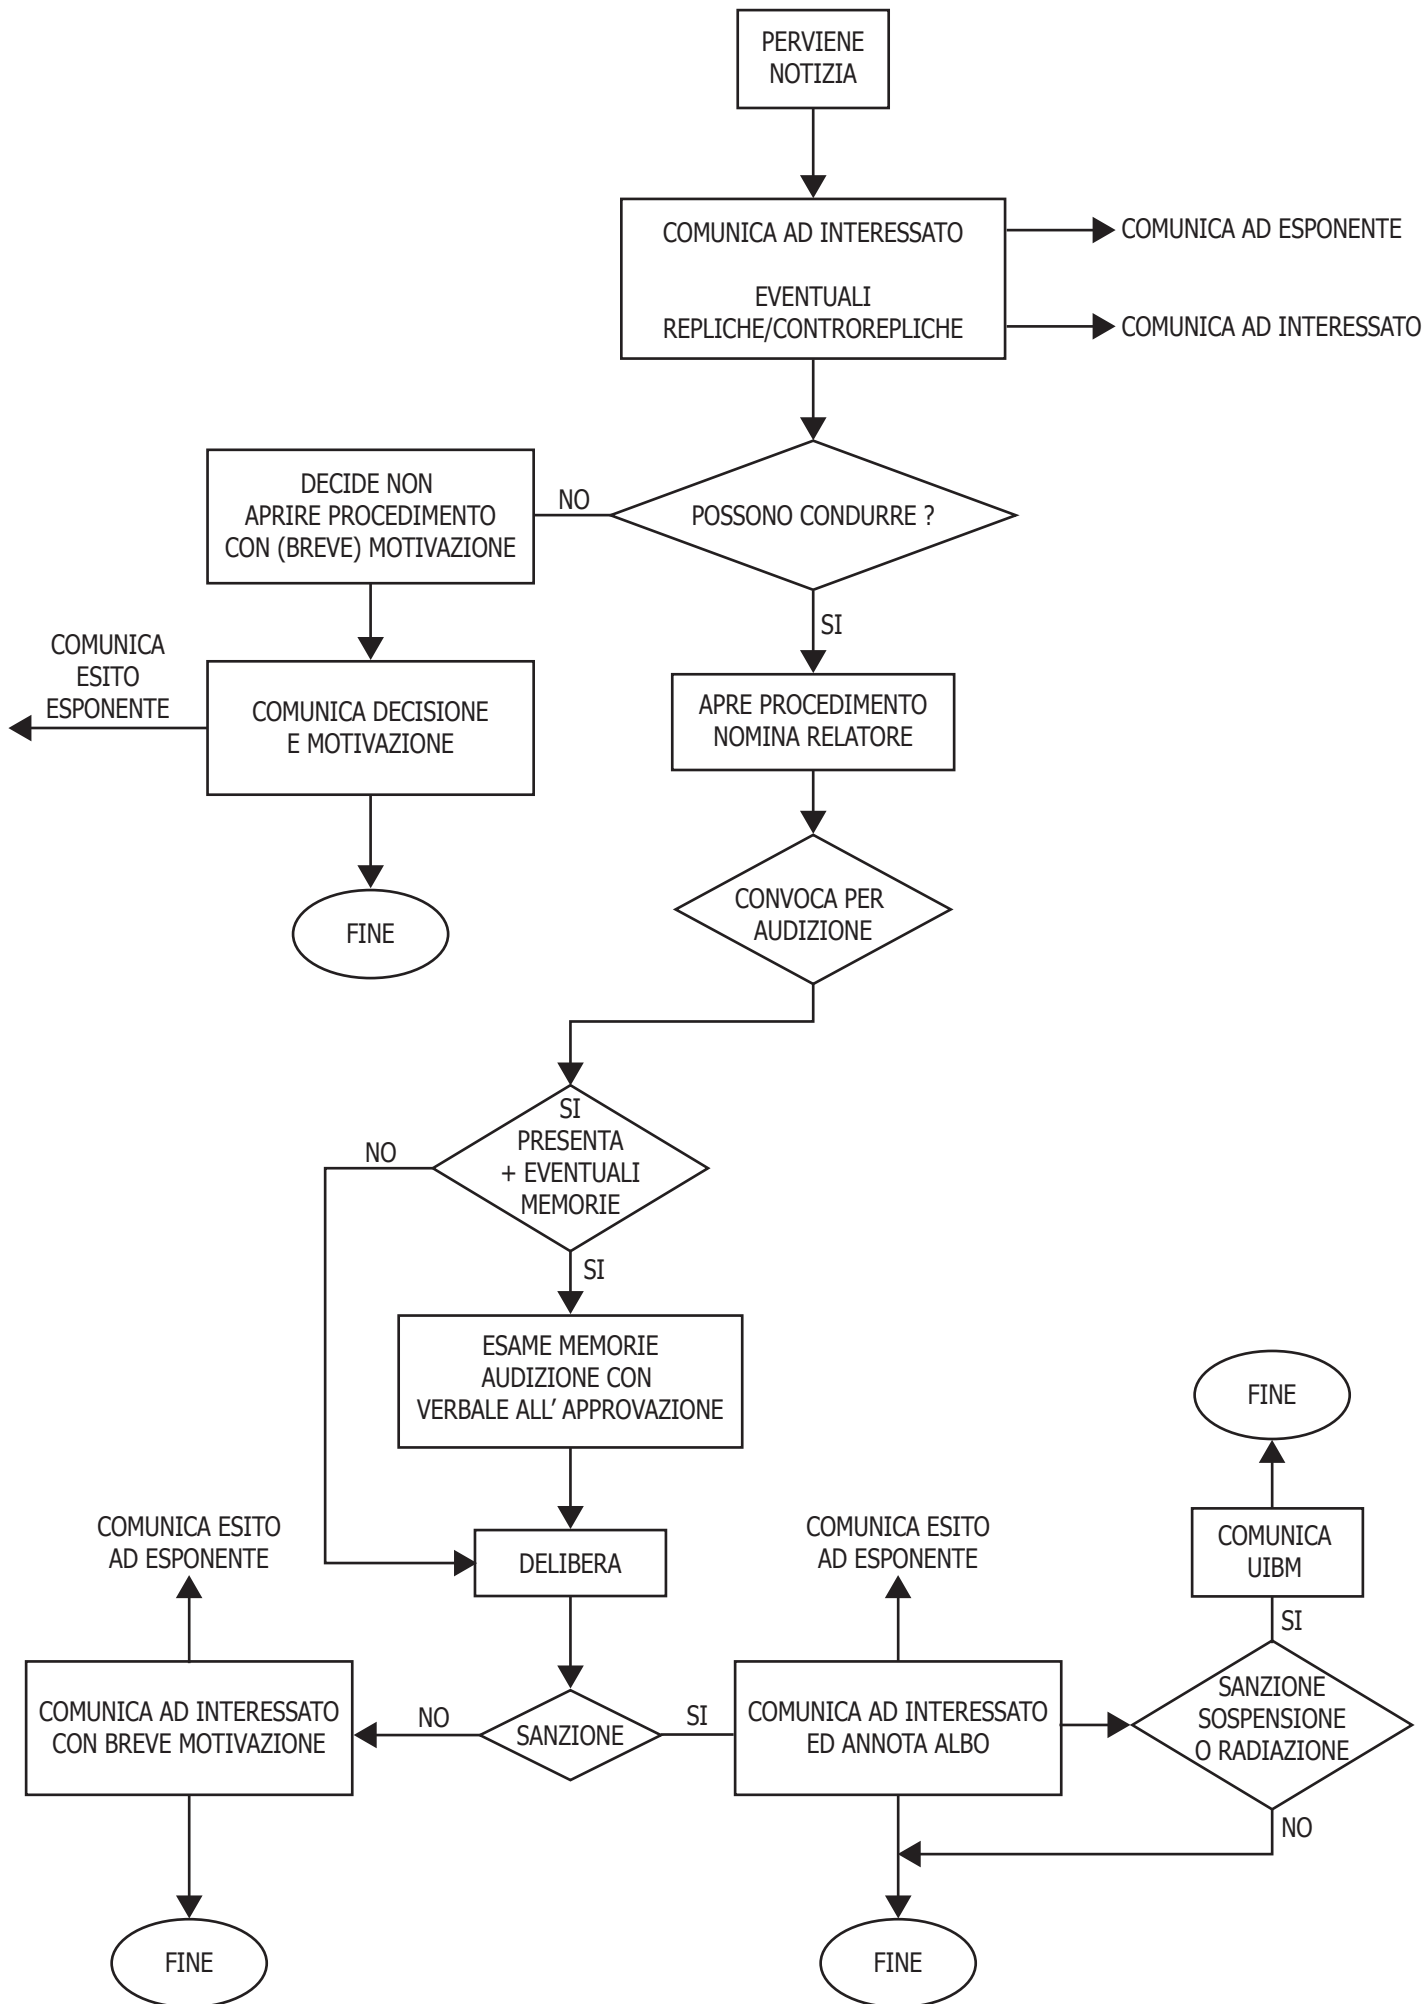 PERVIENE
NOTIZIA
COMUNICA AD INTERESSATO
EVENTUALI
REPLICHE/CONTROREPLICHE
COMUNICA AD ESPONENTE
COMUNICA AD INTERESSATO
POSSONO CONDURRE ?
NO
DECIDE NON
APRIRE PROCEDIMENTO
CON (BREVE) MOTIVAZIONE
SI
COMUNICA
ESITO
ESPONENTE
COMUNICA DECISIONE
E MOTIVAZIONE
APRE PROCEDIMENTO
NOMINA RELATORE
FINE
CONVOCA PER
AUDIZIONE
SI
PRESENTA
+ EVENTUALI
MEMORIE
NO
SI
ESAME MEMORIE
AUDIZIONE CON
VERBALE ALL' APPROVAZIONE
DELIBERA
SANZIONE
NO
COMUNICA AD INTERESSATO
CON BREVE MOTIVAZIONE
COMUNICA ESITO
AD ESPONENTE
FINE
SI
COMUNICA AD INTERESSATO
ED ANNOTA ALBO
COMUNICA ESITO
AD ESPONENTE
SANZIONE
SOSPENSIONE
O RADIAZIONE
SI
COMUNICA
UIBM
FINE
NO
FINE